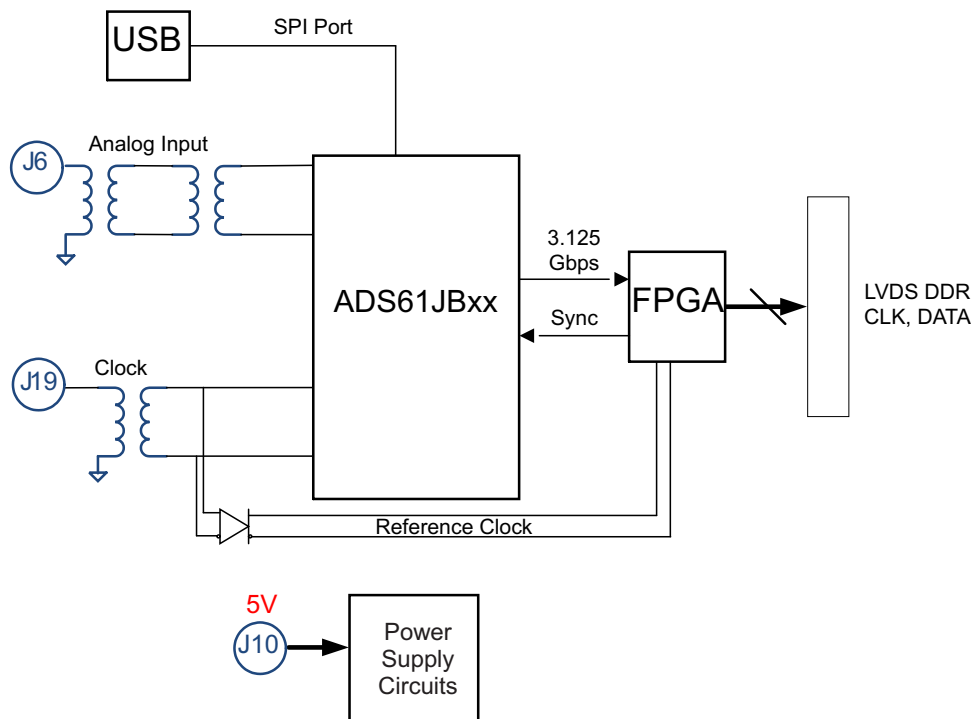 USB
SPI Port
J6
Analog Input
ADS61JBxx
3.125
Gbps
Sync
FPGA
LVDS DDR
CLK, DATA
J19
Clock
Reference Clock
5V
J10
Power
Supply
Circuits